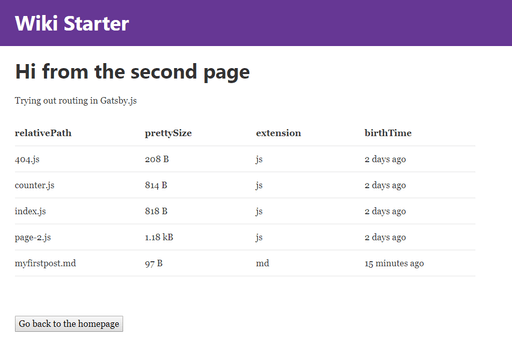 Wiki Starter
Hi from the second page
Trying out routing in Gatsby.js
relativePath prettySize extension birthTime
404.js 208 B js 2 days ago
counter.js 814 B js 2 days ago
index.js 818 B js 2 days ago
page-2.js 1.18 kB js 2 days ago
myfirstpost.md 97 B md 15 minutes ago
Go back to the homepage